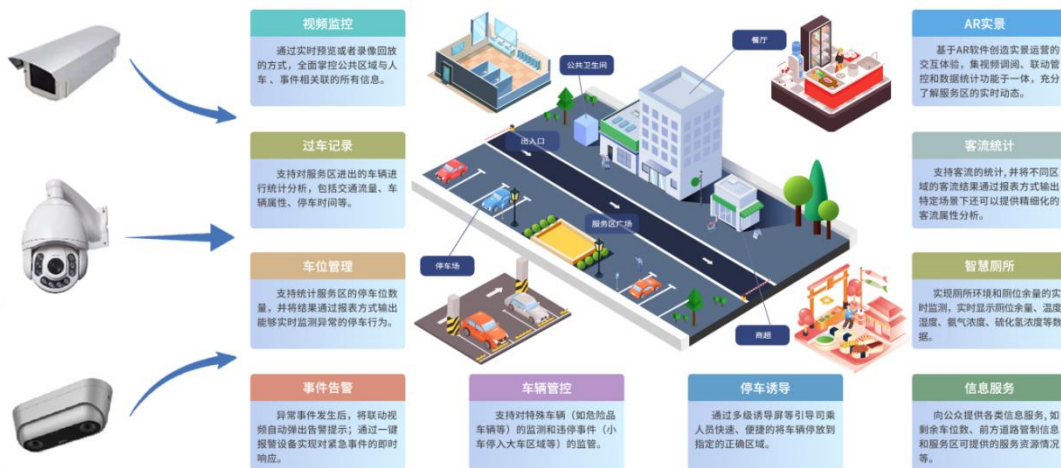 视频监控
通过实时预览或者录像回放
的方式，全面掌控公共区域与人
车、事件相关联的所有信息。
过车记录
支持对服务区进出的车辆进
行统计分析，包括交通流量、车
辆属性、停车时间等。
车位管理
支持统计服务区的停车位数
量，并将结果通过报表方式输出
能够实时监测异常的停车行为。
事件告警
异常事件发生后，将联动视
频自动弹出告警提示；通过一键
报警设备实现对紧急事件的即时
响应。
车辆管控
支持对特殊车辆（如危险品
车辆等）的监测和违停事件（小
车停入大车区域等）的监管。
停车诱导
通过多级诱导屏等引导司乘
人员快速、便捷的将车辆停放到
指定的正确区域。
餐厅
公共卫生间
出入口
服务区广场
停车场
商超
AR实景
基于AR软件创造实景运营的
交互体验，集视频调阅、联动管
控和数据统计功能于一体，充分
了解服务区的实时动态。
客流统计
支持客流的统计,并将不同区
域的客流结果通过报表方式输出
特定场景下还可以提供精细化的
客流属性分析。
智慧厕所
实现厕所环境和厕位余量的实
时监测，实时显示厕位余量、温度
湿度、氨气浓度、硫化氢浓度等数
据。
信息服务
向公众提供各类信息服务,如
剩余车位数、前方道路管制信息
和服务区可提供的服务资源情况
等。